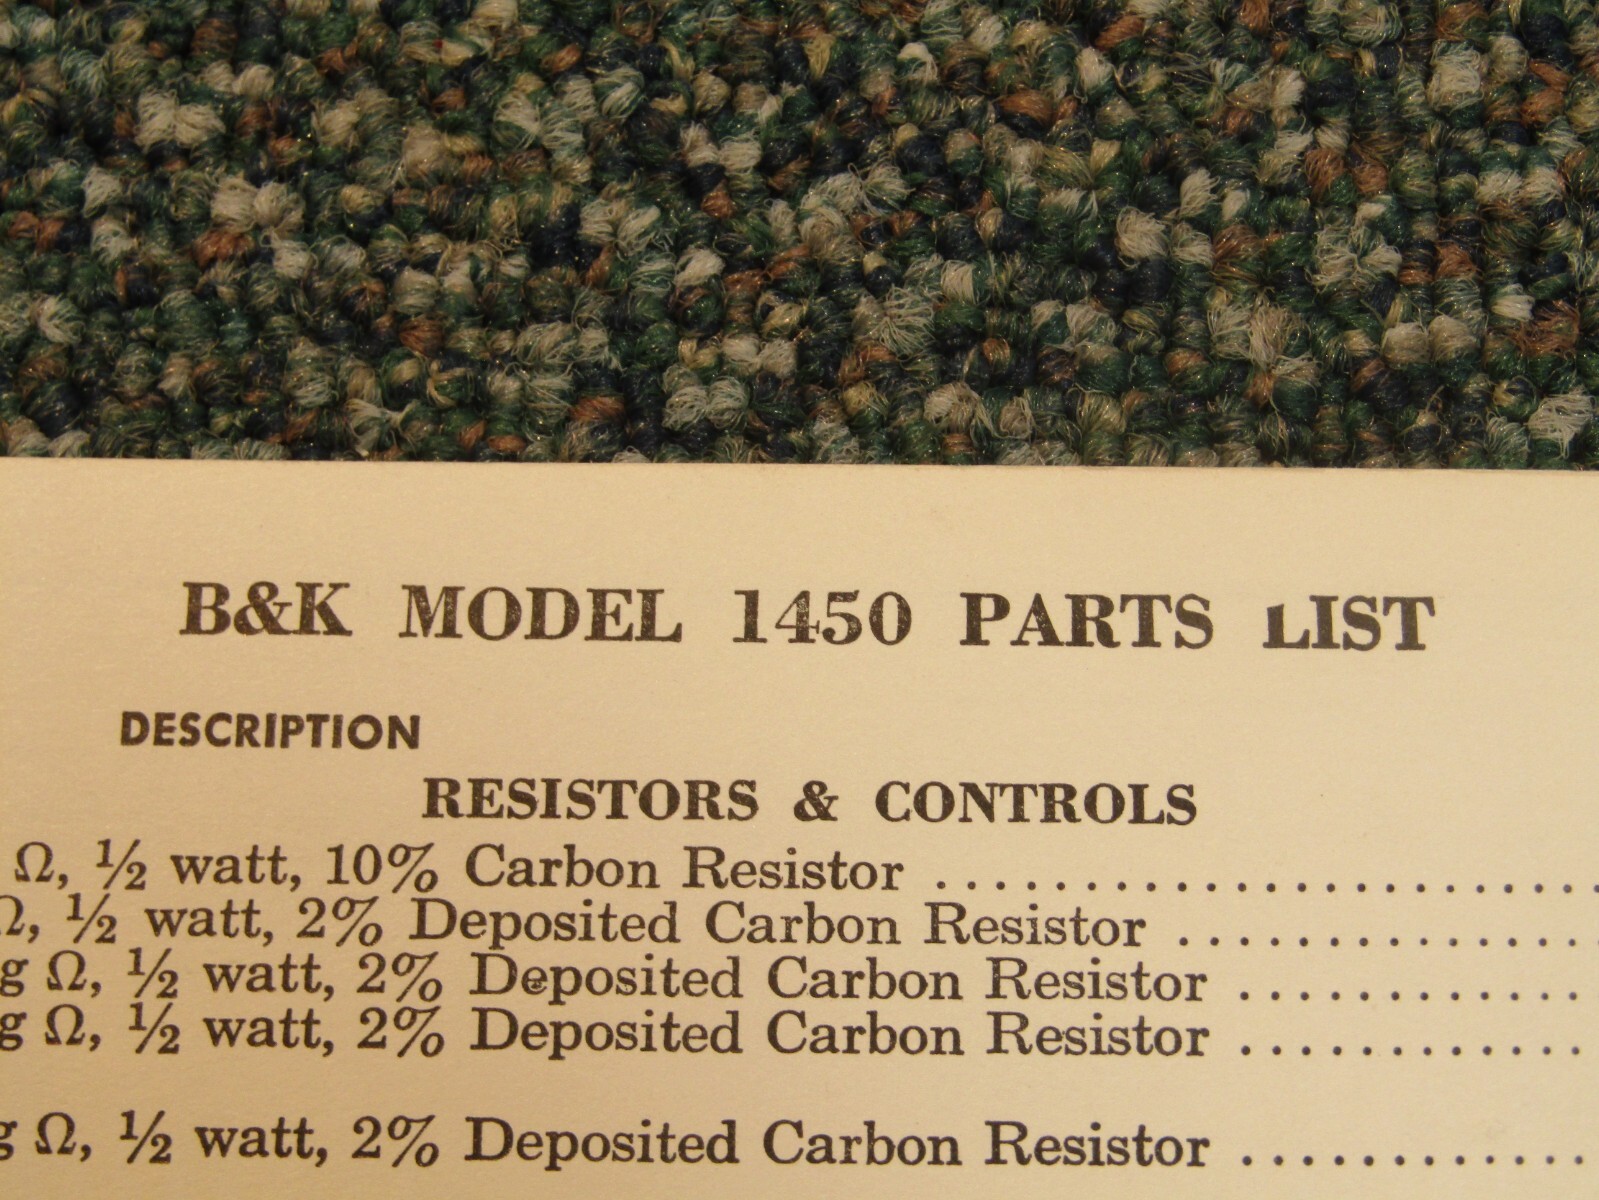 B&K MODEL 1450 PARTS LIST
DESCRIPTION
RESISTORS & CONTROLS
Ω, ½ watt, 10% Carbon Resistor ......................
Ω, ½ watt, 2% Deposited Carbon Resistor ..............
g Ω, ½ watt, 2% Deposited Carbon Resistor ............
g Ω, ½ watt, 2% Deposited Carbon Resistor ............
g Ω, ½ watt, 2% Deposited Carbon Resistor ............